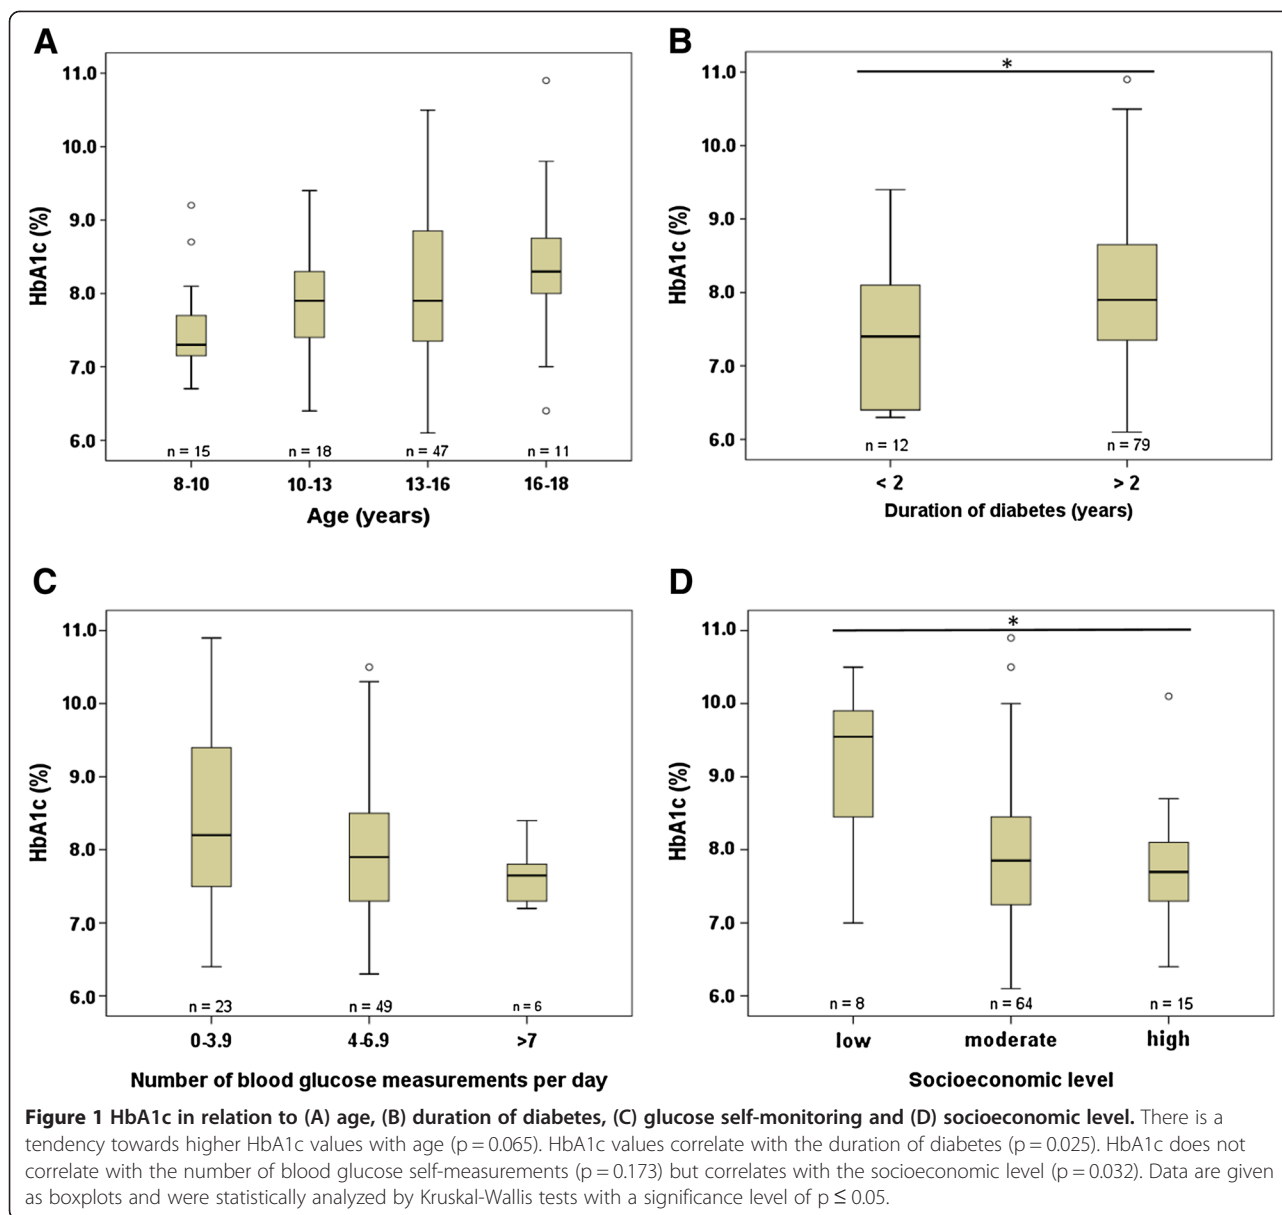 A
11.0
10.0
9.0
8.0
7.0
6.0
HbA1c (%)
n = 15
n = 18
n = 47
n = 11
8-10
10-13
13-16
16-18
Age (years)
B
*
11.0
10.0
9.0
8.0
7.0
6.0
HbA1c (%)
n = 12
n = 79
< 2
> 2
Duration of diabetes (years)
C
11.0
10.0
9.0
8.0
7.0
6.0
HbA1c (%)
n = 23
n = 49
n = 6
0-3.9
4-6.9
>7
Number of blood glucose measurements per day
D
*
11.0
10.0
9.0
8.0
7.0
6.0
HbA1c (%)
n = 8
n = 64
n = 15
low
moderate
high
Socioeconomic level
Figure 1 HbA1c in relation to (A) age, (B) duration of diabetes, (C) glucose self-monitoring and (D) socioeconomic level. There is a
tendency towards higher HbA1c values with age (p = 0.065). HbA1c values correlate with the duration of diabetes (p = 0.025). HbA1c does not
correlate with the number of blood glucose self-measurements (p = 0.173) but correlates with the socioeconomic level (p = 0.032). Data are given
as boxplots and were statistically analyzed by Kruskal-Wallis tests with a significance level of p ≤ 0.05.